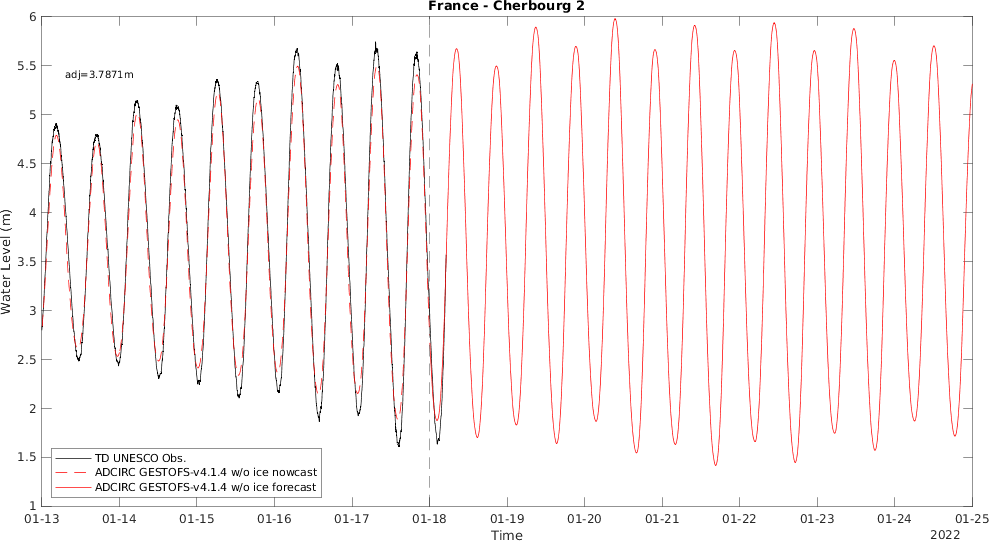 France - Cherbourg 2
adj=3.7871m
Water Level (m)
6
5.5
5
4.5
4
3.5
3
2.5
2
1.5
1
TD UNESCO Obs.
ADCIRC GESTOFS-v4.1.4 w/o ice nowcast
ADCIRC GESTOFS-v4.1.4 w/o ice forecast
01-13 01-14 01-15 01-16 01-17 01-18 01-19 01-20 01-21 01-22 01-23 01-24 01-25
Time
2022